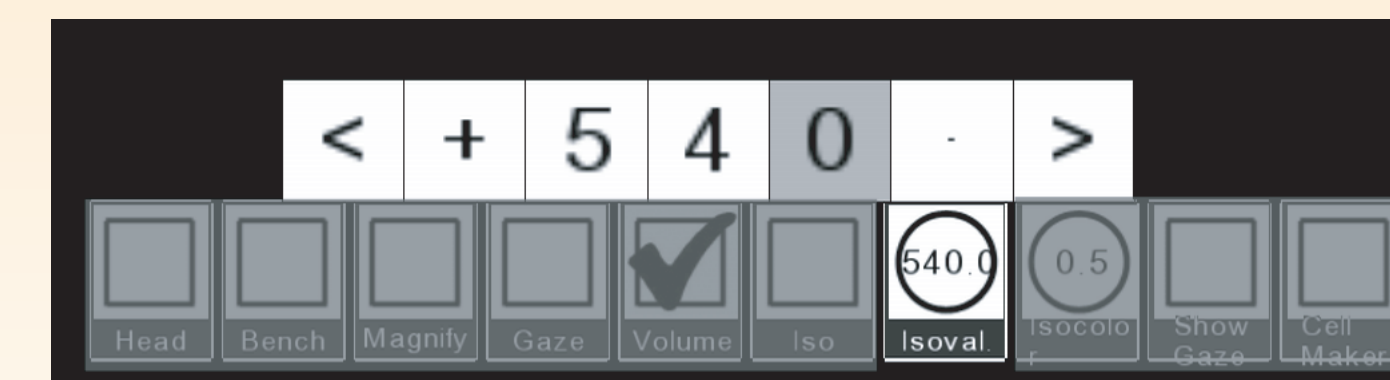 < + 5 4 0 - >
540.0 0.5
Head Bench Magnify Gaze Volume Iso Isoval. Isocolo Show Cell
r Gaze Maker